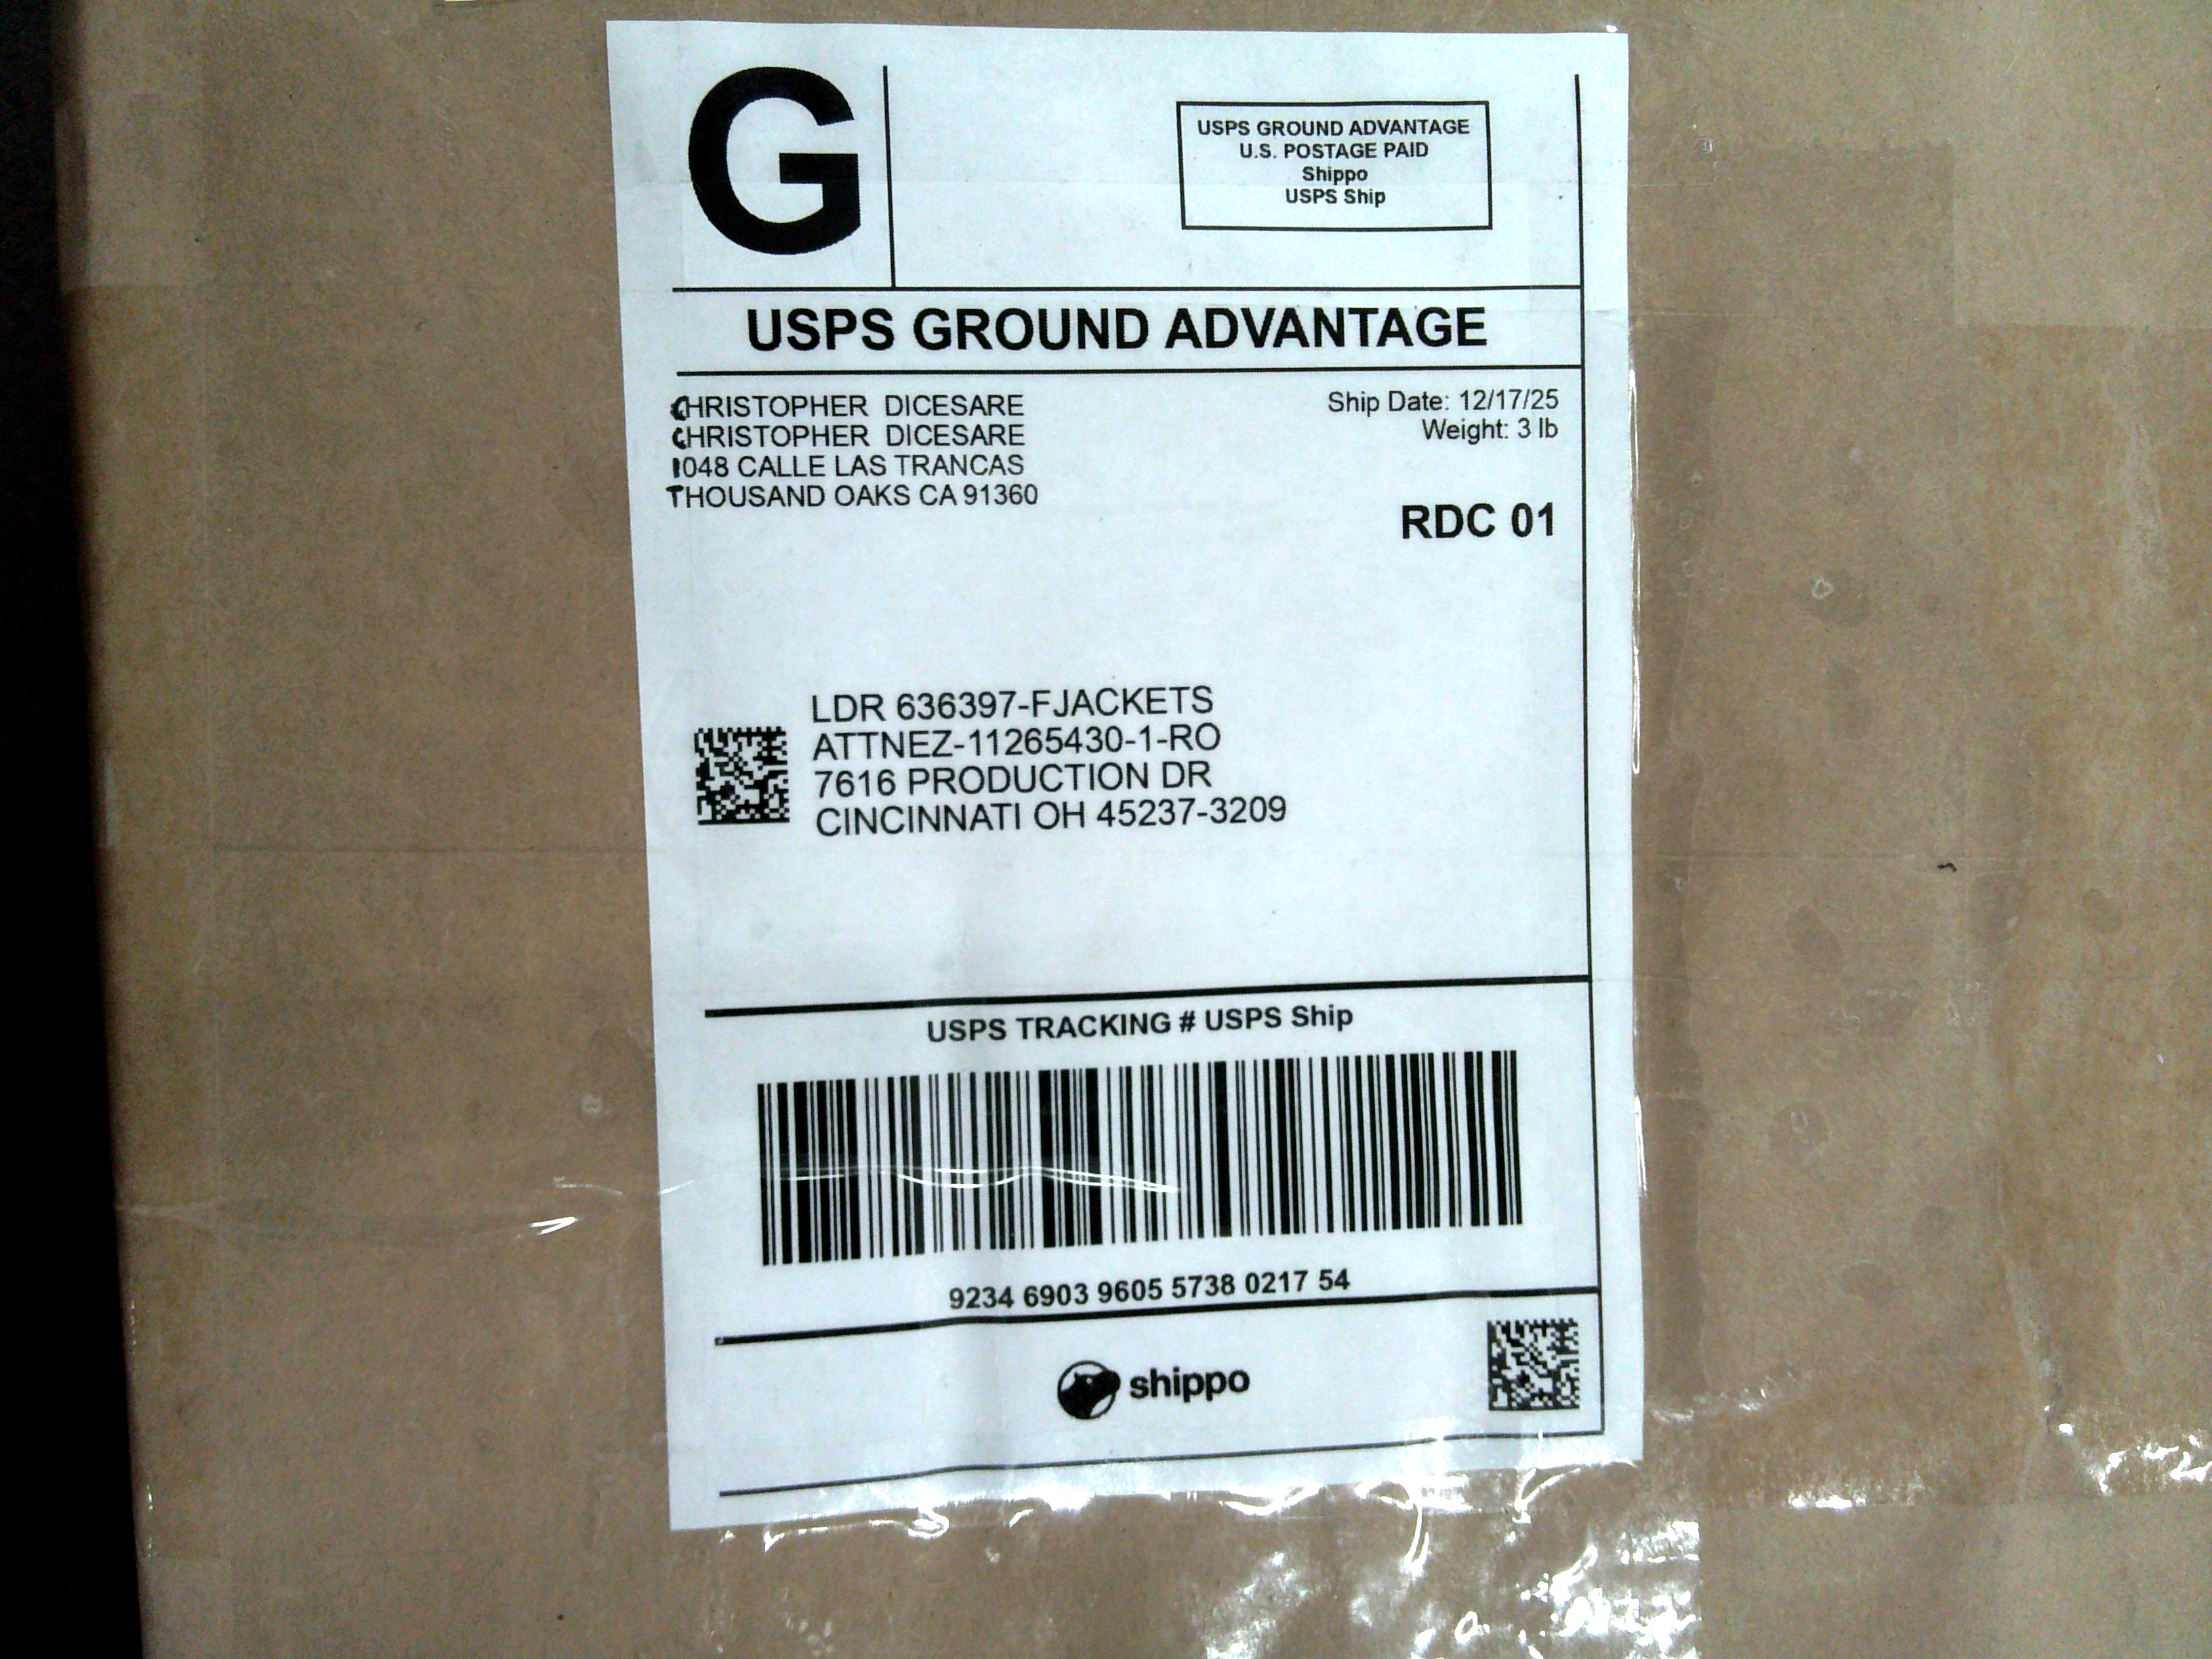 G
USPS GROUND ADVANTAGE
U.S. POSTAGE PAID
Shippo
USPS Ship
USPS GROUND ADVANTAGE
CHRISTOPHER DICESARE
CHRISTOPHER DICESARE
1048 CALLE LAS TRANCAS
THOUSAND OAKS CA 91360
Ship Date: 12/17/25
Weight: 3 lb
RDC 01
LDR 636397-FJACKETS
ATTNEZ-11265430-1-RO
7616 PRODUCTION DR
CINCINNATI OH 45237-3209
USPS TRACKING # USPS Ship
9234 6903 9605 5738 0217 54
shippo